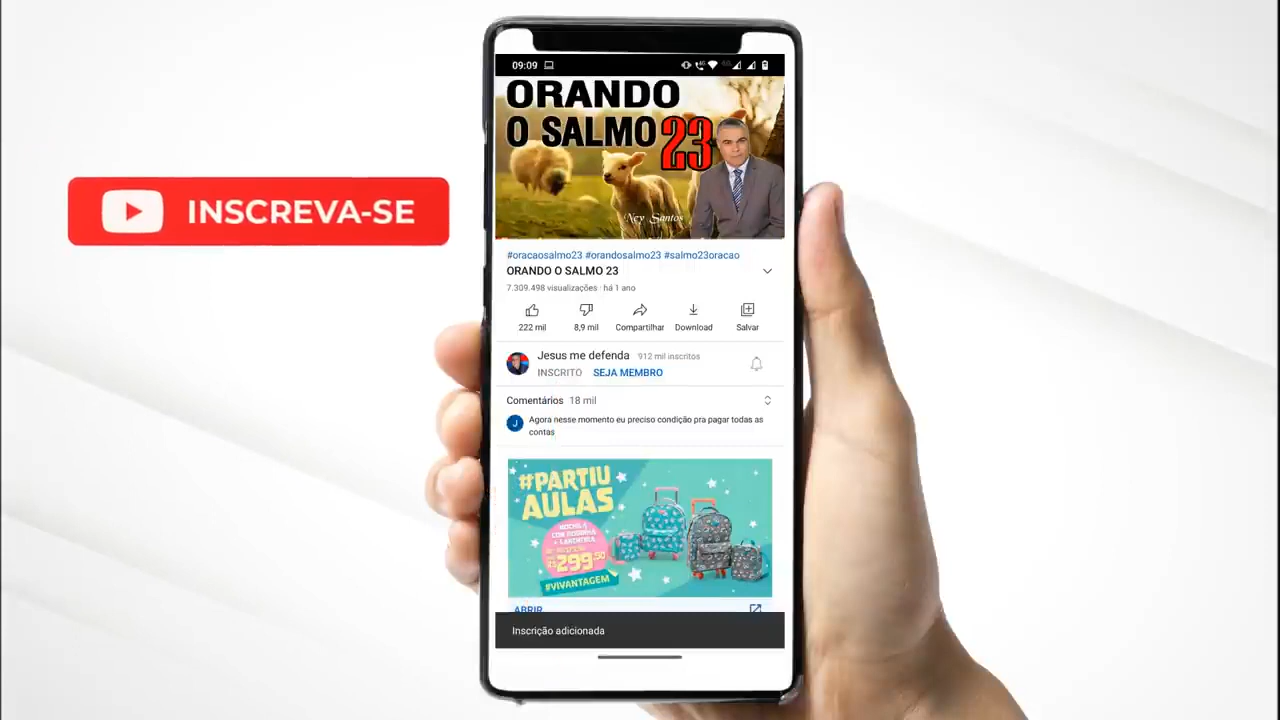 INSCREVA-SE
09:09
ORANDO
O SALMO 23
Ney Santos
#oracaosalmo23 #orandosalmo23 #salmo23oracao
ORANDO O SALMO 23
7.309.498 visualizações · há 1 ano
222 mil
8,9 mil
Compartilhar
Download
Salvar
Jesus me defenda 912 mil inscritos
INSCRITO SEJA MEMBRO
Comentários 18 mil
J
Agora nesse momento eu preciso condição pra pagar todas as
contas
#PARTIU
AULAS
MOCHILA
COM RODINHA
+ LANCHEIRA
R$299,90
#VIVANTAGEM
ABRIR
Inscrição adicionada